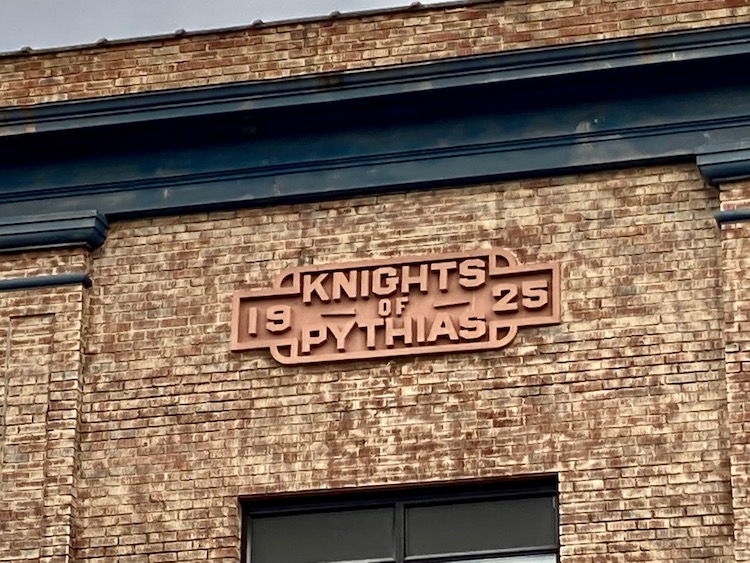 KNIGHTS
19 — OF — 25
PYTHIAS